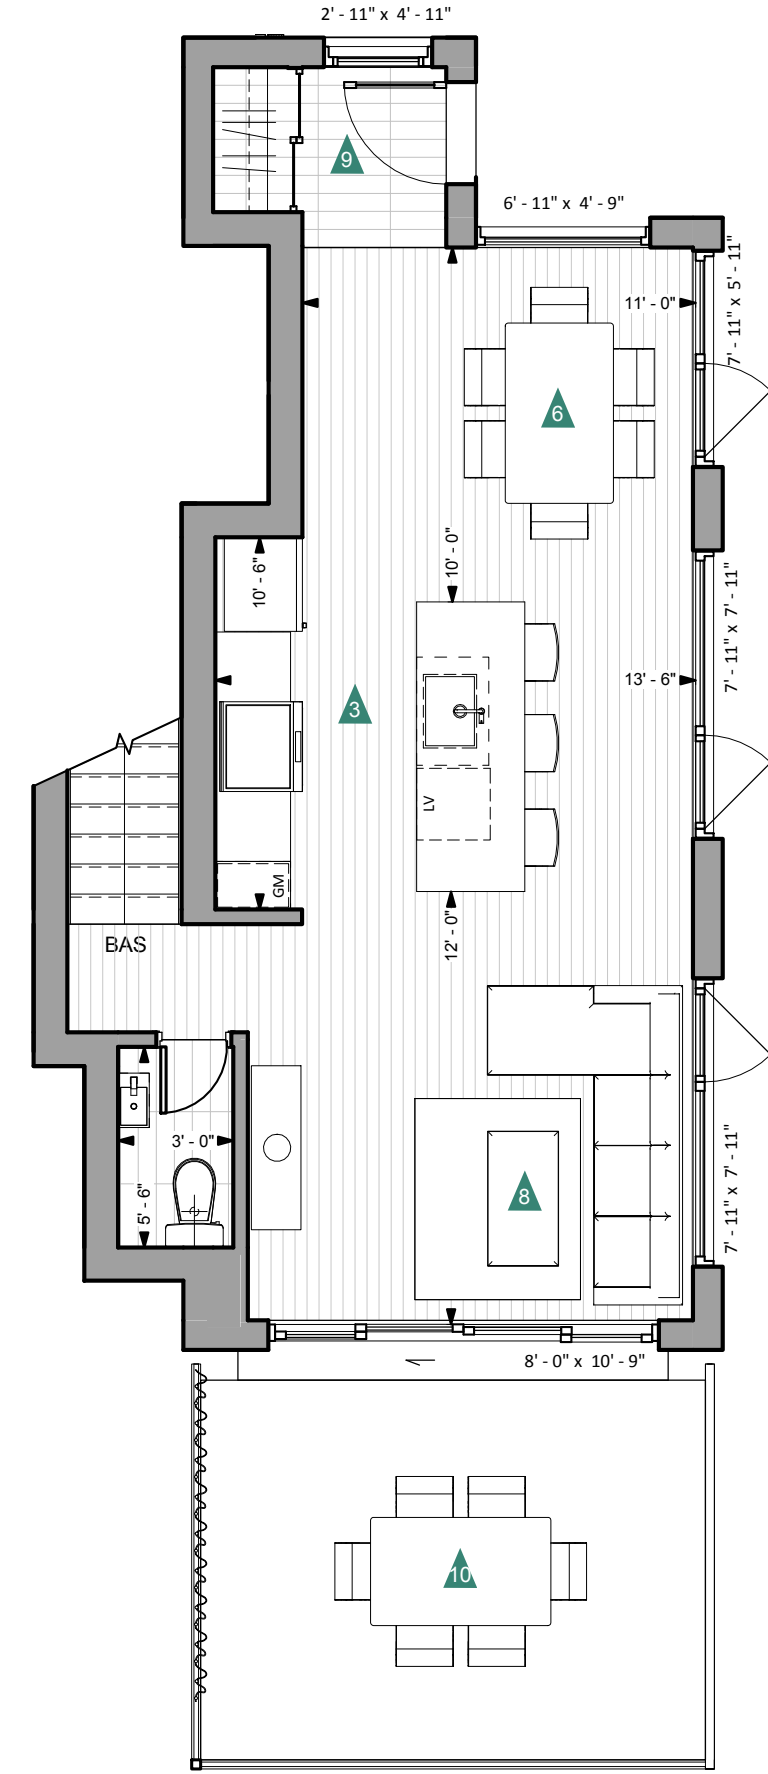 2' - 11" x 4' - 11"
9
6' - 11" x 4' - 9"
7' - 11" x 5' - 11"
11' - 0"
6
10' - 0"
10' - 6"
7' - 11" x 7' - 11"
13' - 6"
3
LV
GM
BAS
12' - 0"
3' - 0"
5' - 6"
8
7' - 11" x 7' - 11"
8' - 0" x 10' - 9"
10